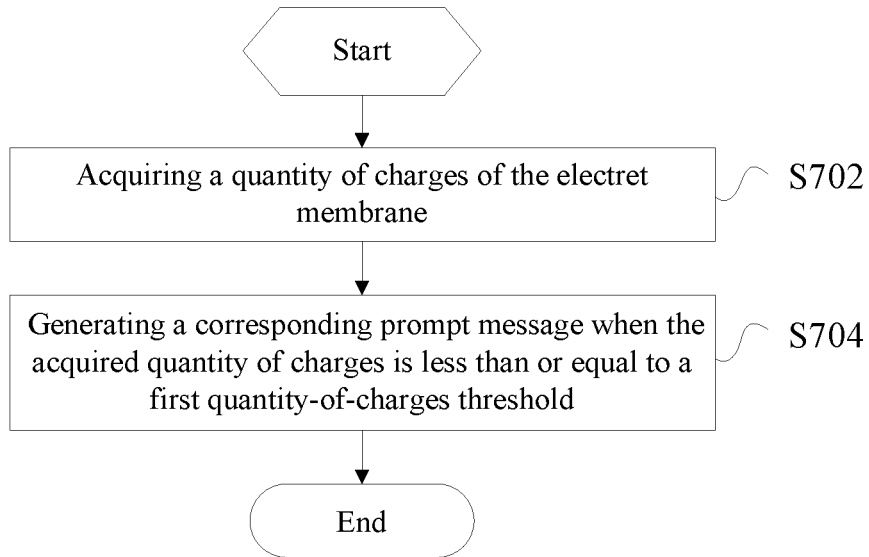 Start
Acquiring a quantity of charges of the electret
membrane
S702
Generating a corresponding prompt message when the
acquired quantity of charges is less than or equal to a
first quantity-of-charges threshold
S704
End